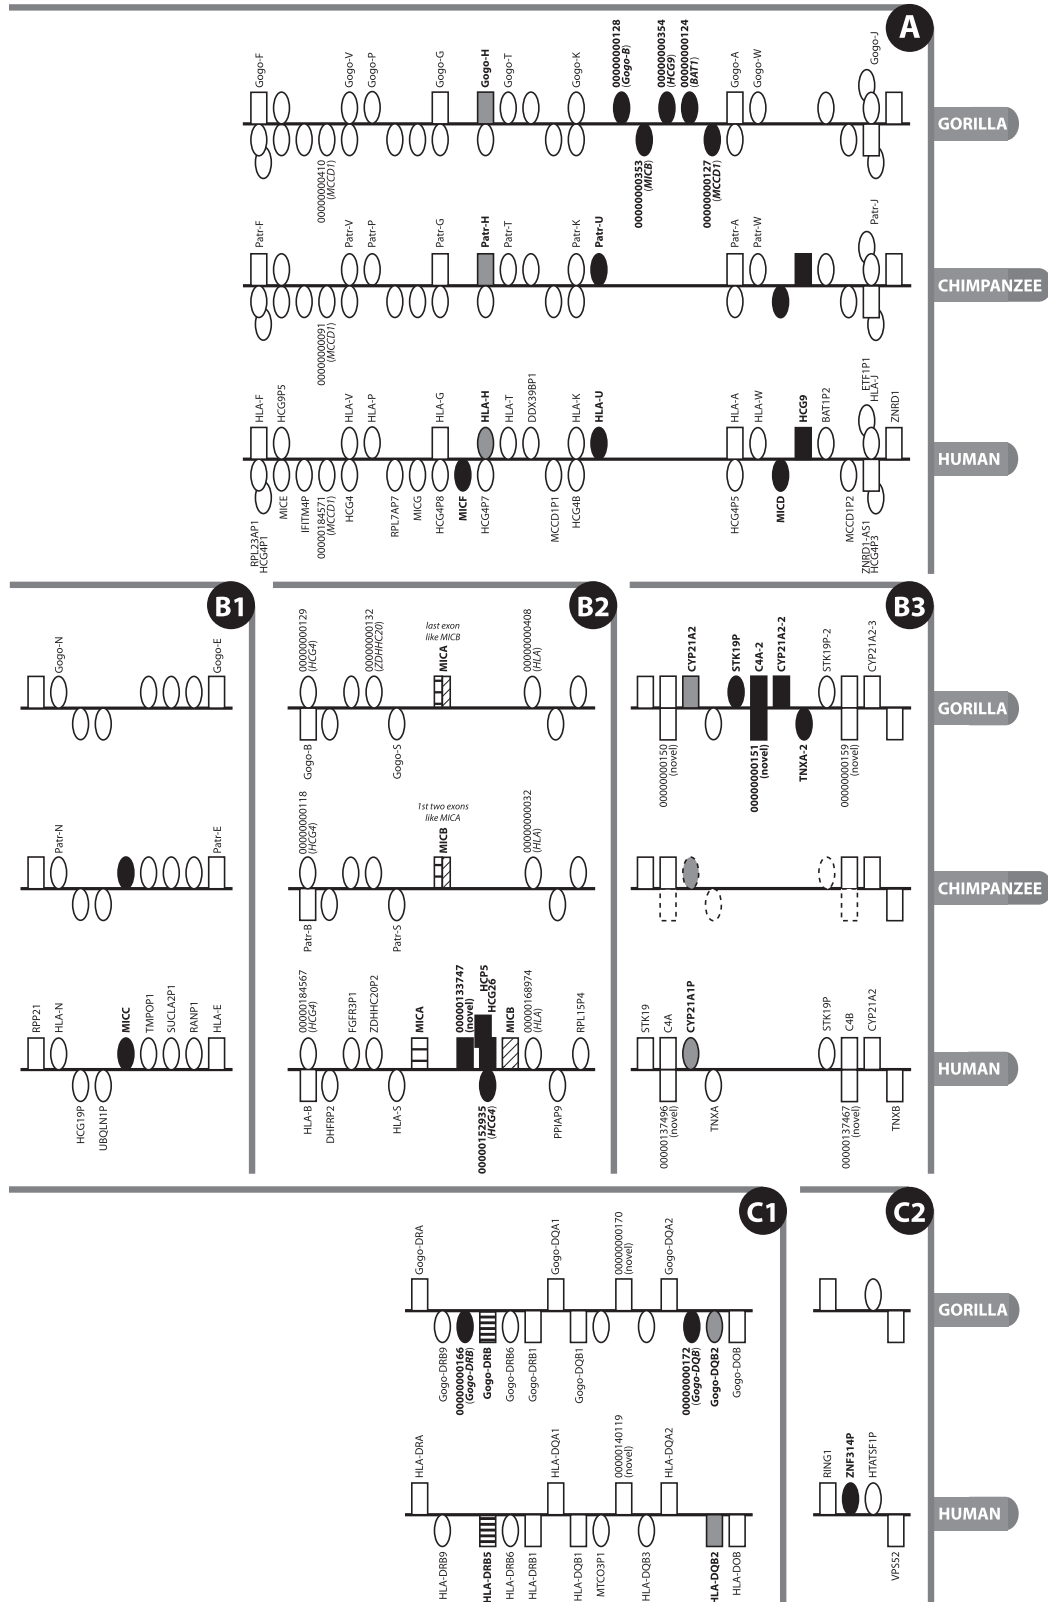 A
GORILLA
Gogo-F
Gogo-V
Gogo-P
Gogo-G
Gogo-H
Gogo-T
Gogo-K
00000000128
(Gogo-B)
00000000354
(HCG9)
00000000124
(BAT1)
Gogo-A
Gogo-W
Gogo-J
00000000410
(MCCD1)
00000000353
(MICB)
00000000127
(MCCD1)
CHIMPANZEE
Patr-F
Patr-V
Patr-P
Patr-G
Patr-H
Patr-T
Patr-K
Patr-U
Patr-A
Patr-W
Patr-J
00000000091
(MCCD1)
HUMAN
HLA-F
HCG9P5
HLA-V
HLA-P
HLA-G
HLA-H
HLA-T
DDX39BP1
HLA-K
HLA-U
HLA-A
HLA-W
HCG9
BAT1P2
ETF1P1
HLA-J
ZNRD1
RPL23AP1
HCG4P1
MICE
IFITM4P
00000184571
(MCCD1)
HCG4
RPL7AP7
MICG
HCG4P8
MICF
HCG4P7
MCCD1P1
HCG4B
HCG4P5
MICD
MCCD1P2
ZNRD1-AS1
HCG4P3
B1
Gogo-N
Gogo-E
Patr-N
Patr-E
RPP21
HLA-N
MICC
TMPOP1
SUCLA2P1
RANP1
HLA-E
HCG19P
UBQLN1P
B2
00000000129
(HCG4)
00000000132
(ZDHHC20)
last exon
like MICB
MICA
00000000408
(HLA)
Gogo-B
Gogo-S
00000000118
(HCG4)
1st two exons
like MICA
MICB
00000000032
(HLA)
Patr-B
Patr-S
00000184567
(HCG4)
FGFR3P1
ZDHHC20P2
MICA
00000133747
(novel)
HCP5
HCG26
MICB
00000168974
(HLA)
RPL15P4
HLA-B
DHFRP2
HLA-S
00000152935
(HCG4)
PPIAP9
B3
GORILLA
CYP21A2
STK19P
C4A-2
CYP21A2-2
STK19P-2
CYP21A2-3
00000000150
(novel)
00000000151
(novel)
TNXA-2
00000000159
(novel)
CHIMPANZEE
HUMAN
STK19
C4A
CYP21A1P
STK19P
C4B
CYP21A2
00000137496
(novel)
TNXA
00000137467
(novel)
TNXB
C1
Gogo-DRA
Gogo-DQA1
00000000170
(novel)
Gogo-DQA2
Gogo-DRB9
00000000166
(Gogo-DRB)
Gogo-DRB
Gogo-DRB6
Gogo-DRB1
Gogo-DQB1
00000000172
(Gogo-DQB)
Gogo-DQB2
Gogo-DOB
HLA-DRA
HLA-DQA1
00000140119
(novel)
HLA-DQA2
HLA-DRB9
HLA-DRB5
HLA-DRB6
HLA-DRB1
HLA-DQB1
MTCO3P1
HLA-DQB3
HLA-DQB2
HLA-DOB
C2
GORILLA
HUMAN
RING1
ZNF314P
HTATSF1P
VPS52